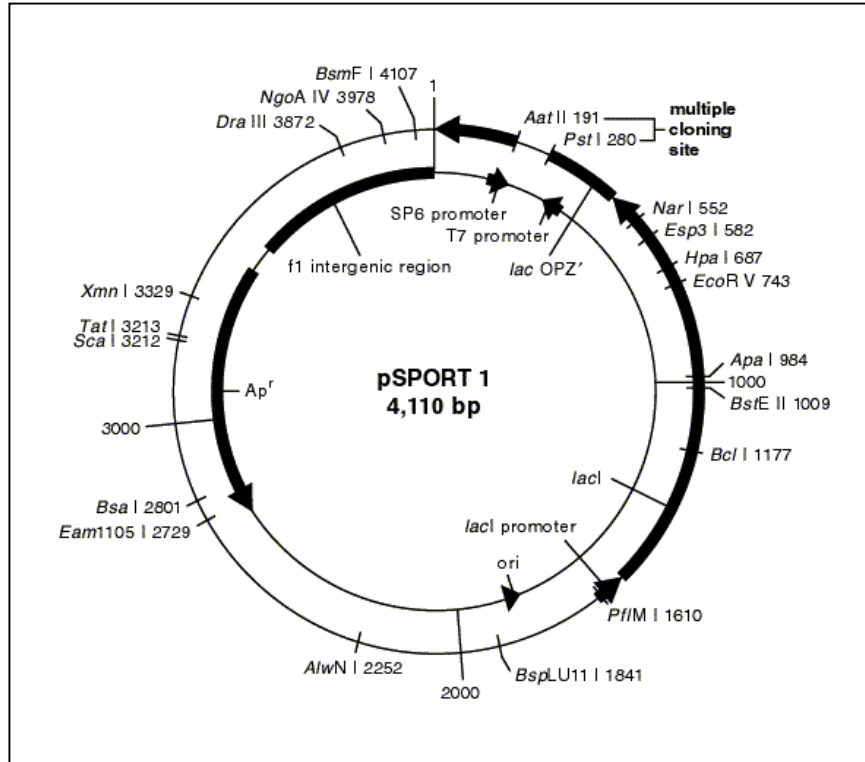 BsmF I 4107
1
NgoA IV 3978
Dra III 3872
Aat II 191
Pst I 280
multiple
cloning
site
SP6 promoter
T7 promoter
lac OPZ′
f1 intergenic region
Nar I 552
Esp3 I 582
Hpa I 687
EcoR V 743
Xmn I 3329
Tat I 3213
Sca I 3212
Apʳ
pSPORT 1
4,110 bp
Apa I 984
1000
BstE II 1009
3000
Bcl I 1177
lacI
Bsa I 2801
Eam1105 I 2729
lacI promoter
ori
PflM I 1610
AlwN I 2252
BspLU11 I 1841
2000